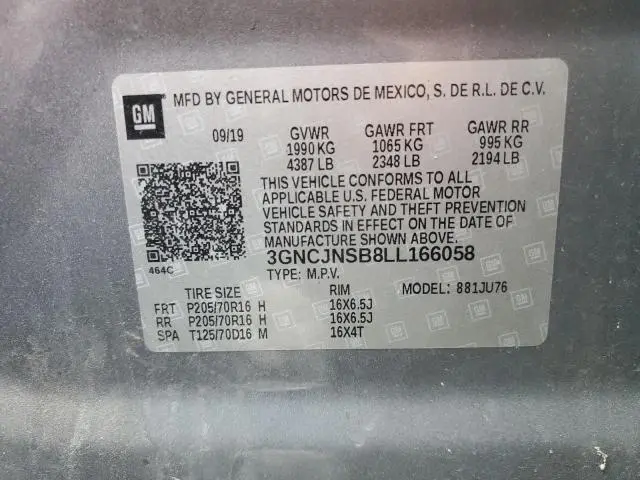 GM MFD BY GENERAL MOTORS DE MEXICO, S. DE R.L. DE C.V.
09/19 GVWR GAWR FRT GAWR RR
1990 KG 1065 KG 995 KG
4387 LB 2348 LB 2194 LB
THIS VEHICLE CONFORMS TO ALL
APPLICABLE U.S. FEDERAL MOTOR
VEHICLE SAFETY AND THEFT PREVENTION
STANDARDS IN EFFECT ON THE DATE OF
MANUFACTURE SHOWN ABOVE.
464C
3GNCJNSB8LL166058
TYPE: M.P.V.
TIRE SIZE RIM MODEL: 881JU76
FRT P205/70R16 H 16X6.5J
RR P205/70R16 H 16X6.5J
SPA T125/70D16 M 16X4T